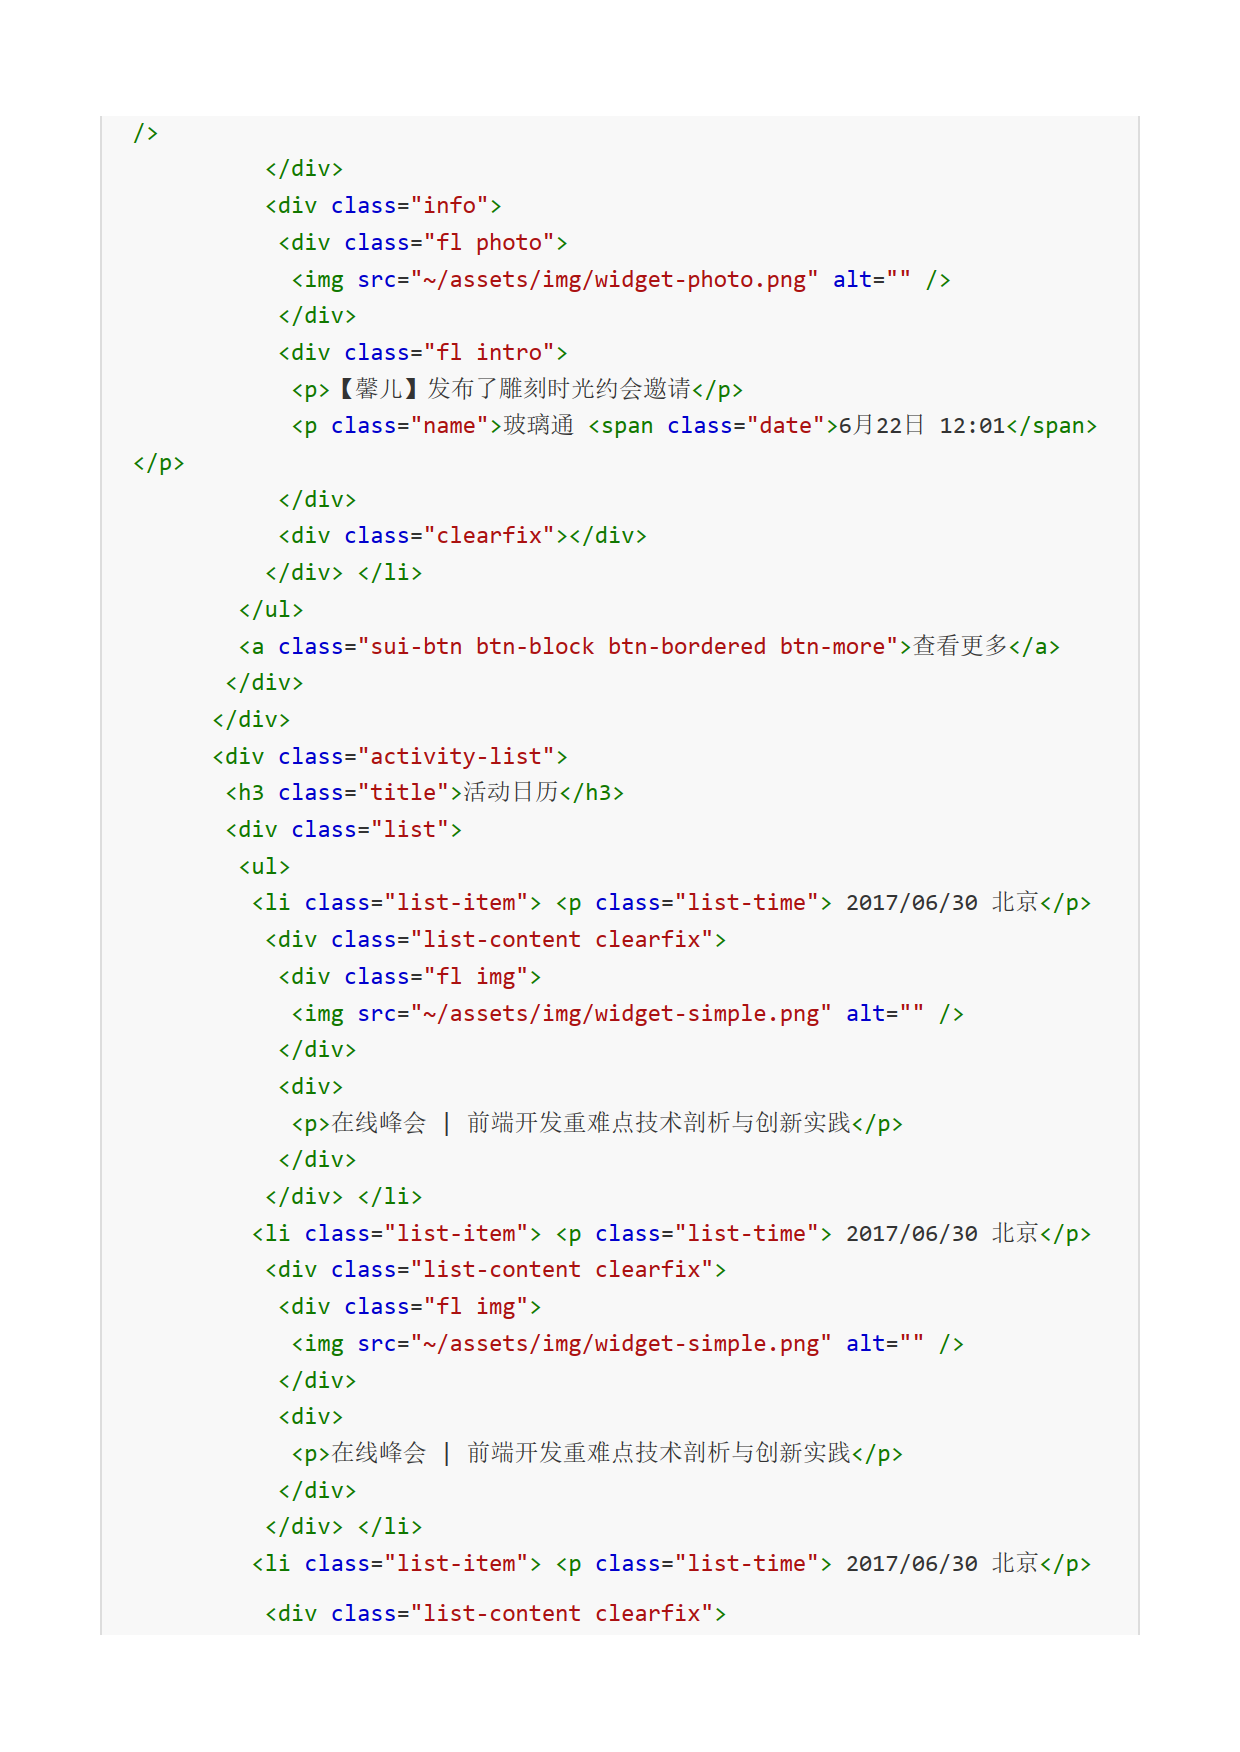 />
</div>
<div class="info">
<div class="fl photo">
<img src="~/assets/img/widget-photo.png" alt="" />
</div>
<div class="fl intro">
<p>【馨儿】发布了雕刻时光约会邀请</p>
<p class="name">玻璃通 <span class="date">6月22日 12:01</span>
</p>
</div>
<div class="clearfix"></div>
</div> </li>
</ul>
<a class="sui-btn btn-block btn-bordered btn-more">查看更多</a>
</div>
</div>
<div class="activity-list">
<h3 class="title">活动日历</h3>
<div class="list">
<ul>
<li class="list-item"> <p class="list-time"> 2017/06/30 北京</p>
<div class="list-content clearfix">
<div class="fl img">
<img src="~/assets/img/widget-simple.png" alt="" />
</div>
<div>
<p>在线峰会 | 前端开发重难点技术剖析与创新实践</p>
</div>
</div> </li>
<li class="list-item"> <p class="list-time"> 2017/06/30 北京</p>
<div class="list-content clearfix">
<div class="fl img">
<img src="~/assets/img/widget-simple.png" alt="" />
</div>
<div>
<p>在线峰会 | 前端开发重难点技术剖析与创新实践</p>
</div>
</div> </li>
<li class="list-item"> <p class="list-time"> 2017/06/30 北京</p>
<div class="list-content clearfix">